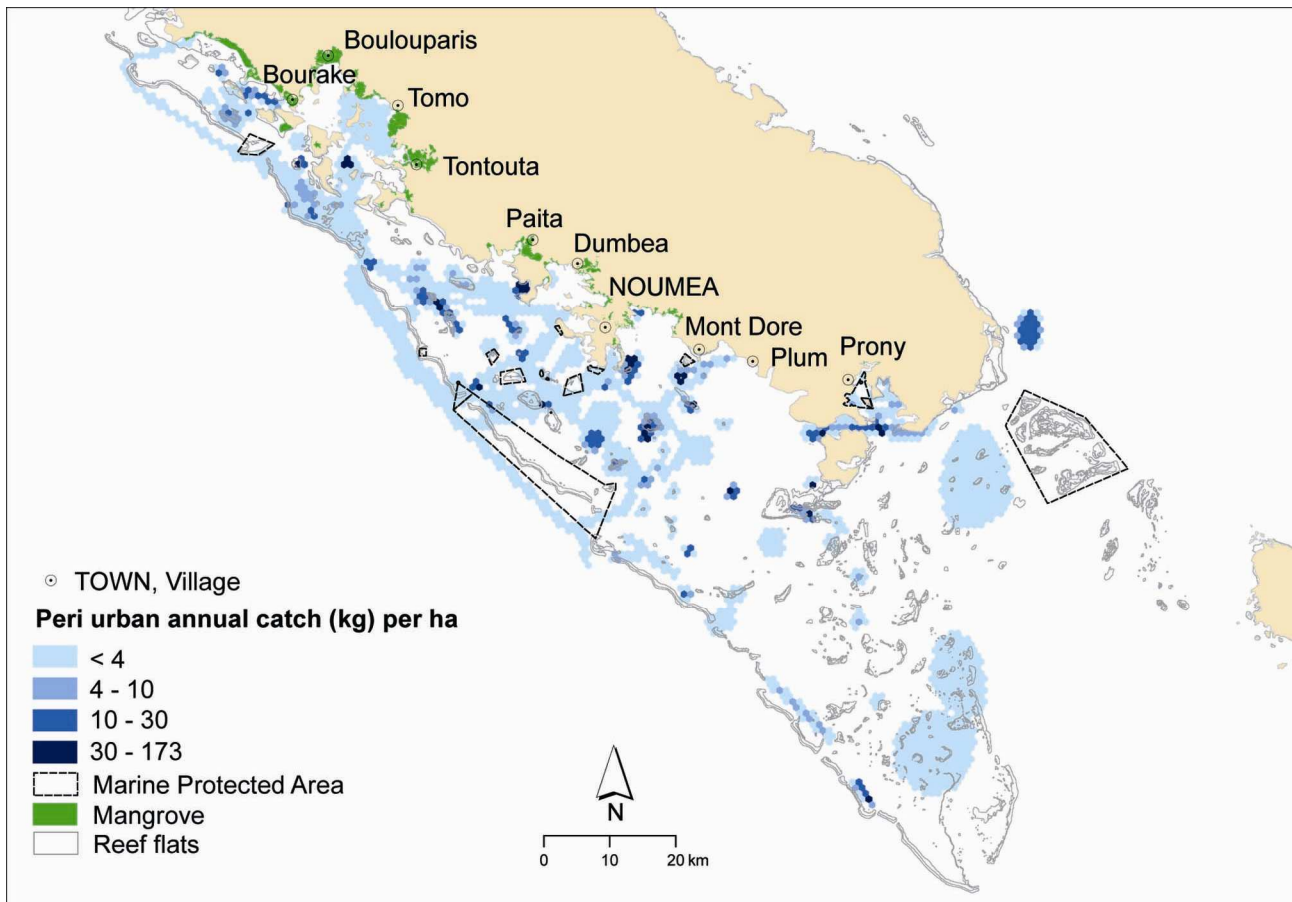 Boulouparis
Bourake
Tomo
Tontouta
Paita
Dumbea
NOUMEA
Mont Dore
Plum
Prony
TOWN, Village
Peri urban annual catch (kg) per ha
< 4
4 - 10
10 - 30
30 - 173
Marine Protected Area
Mangrove
Reef flats
N
0 10 20 km